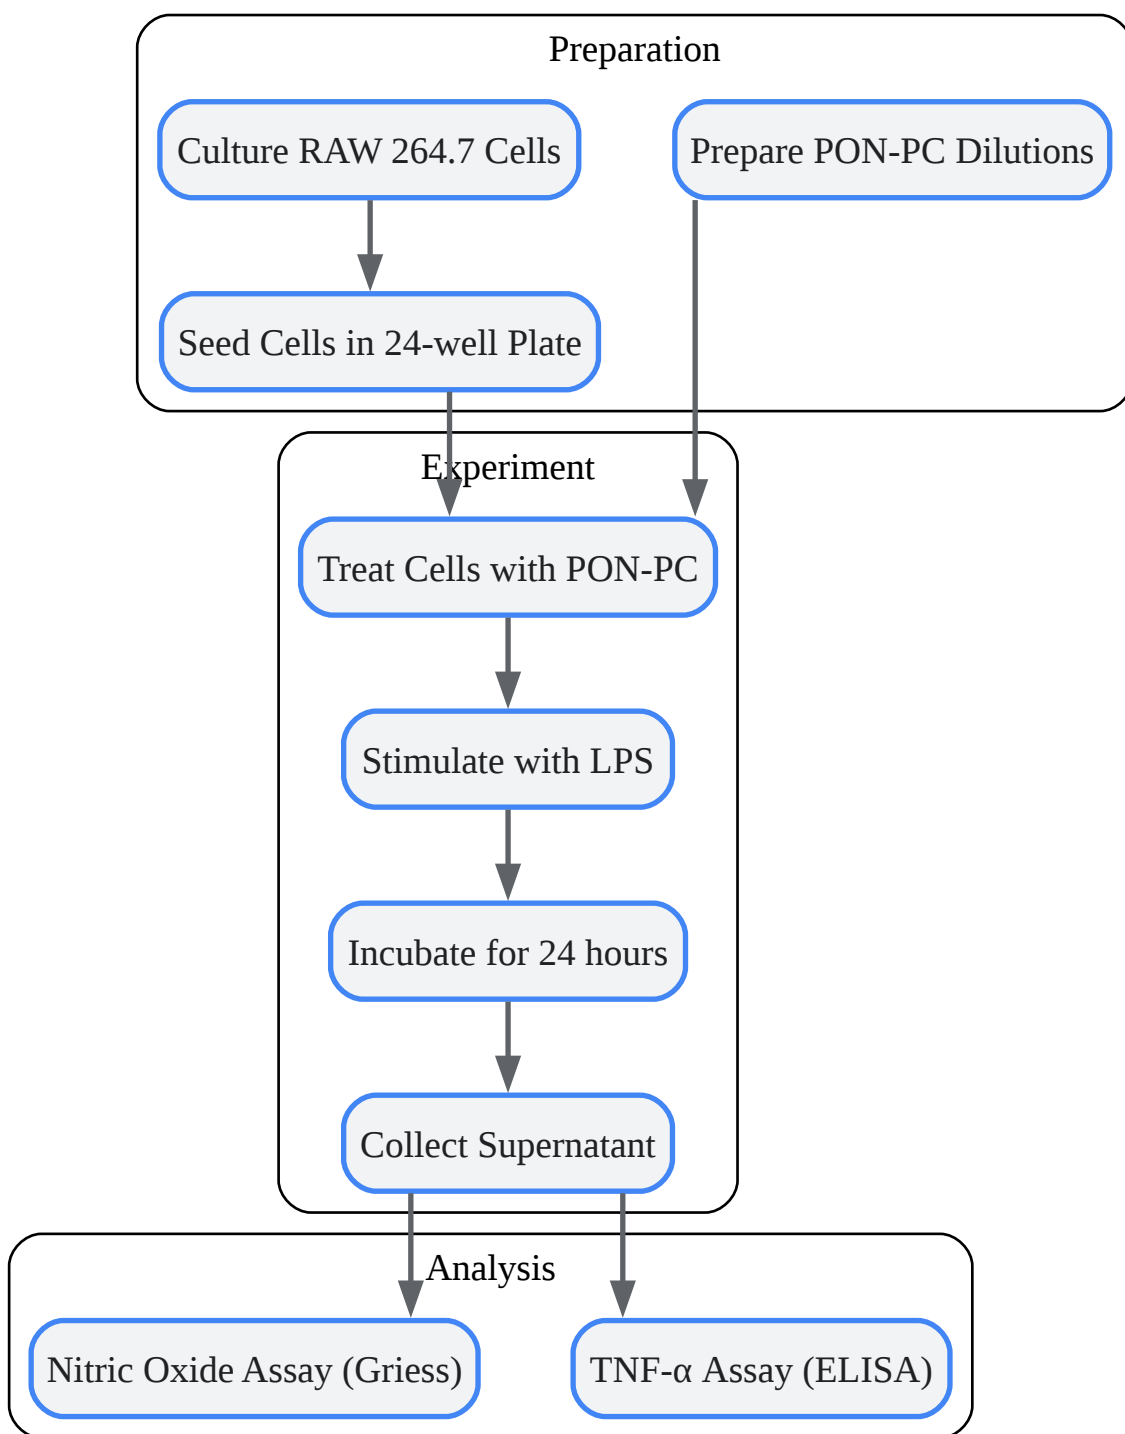 Preparation
Culture RAW 264.7 Cells
Prepare PON-PC Dilutions
Seed Cells in 24-well Plate
Experiment
Treat Cells with PON-PC
Stimulate with LPS
Incubate for 24 hours
Collect Supernatant
Analysis
Nitric Oxide Assay (Griess)
TNF-α Assay (ELISA)